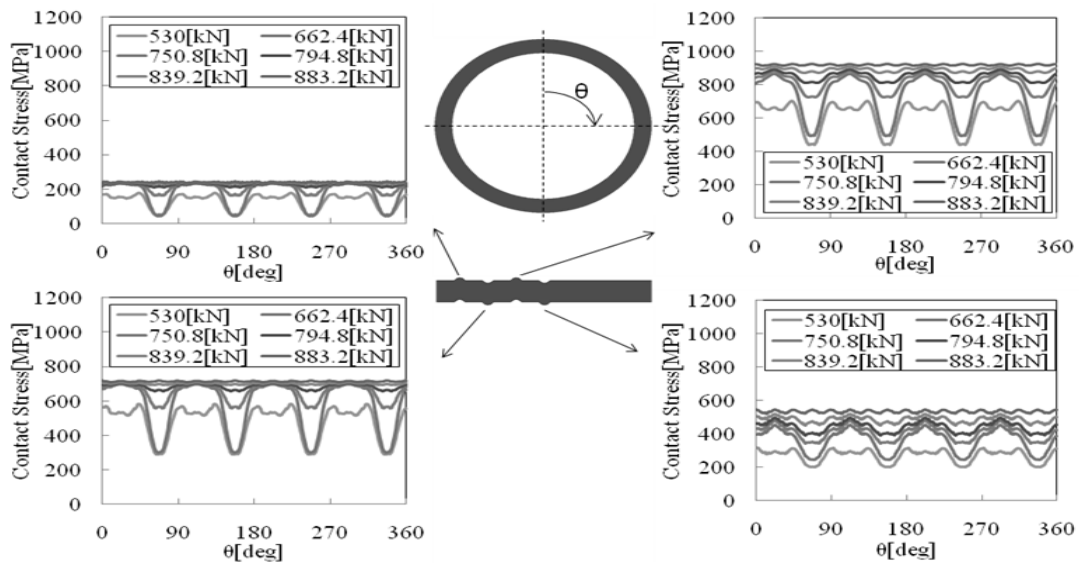 Contact Stress[MPa]
1200
1000
800
600
400
200
0
530[kN] 662.4[kN]
750.8[kN] 794.8[kN]
839.2[kN] 883.2[kN]
0 90 180 270 360
θ[deg]
θ
Contact Stress[MPa]
1200
1000
800
600
400
200
0
530[kN] 662.4[kN]
750.8[kN] 794.8[kN]
839.2[kN] 883.2[kN]
0 90 180 270 360
θ[deg]
Contact Stress[MPa]
1200
1000
800
600
400
200
0
530[kN] 662.4[kN]
750.8[kN] 794.8[kN]
839.2[kN] 883.2[kN]
0 90 180 270 360
θ[deg]
Contact Stress[MPa]
1200
1000
800
600
400
200
0
530[kN] 662.4[kN]
750.8[kN] 794.8[kN]
839.2[kN] 883.2[kN]
0 90 180 270 360
θ[deg]